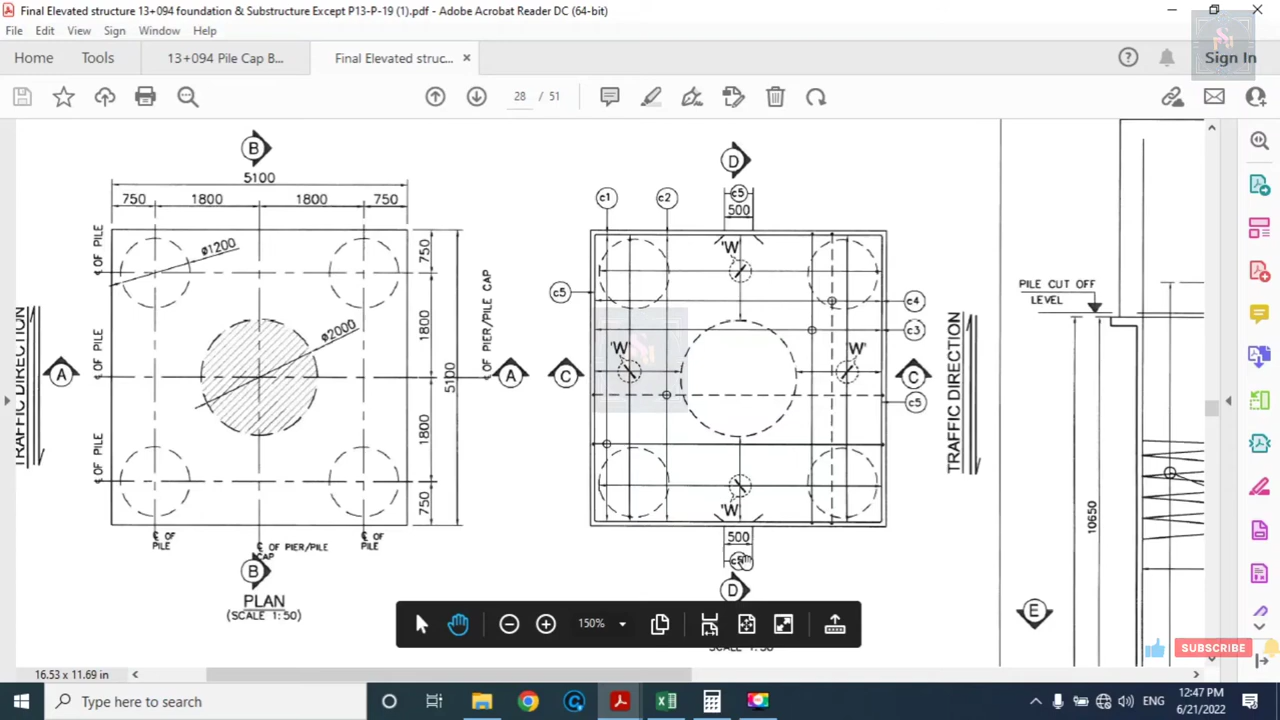 Final Elevated structure 13+094 foundation & Substructure Except P13-P-19 (1).pdf - Adobe Acrobat Reader DC (64-bit)
File Edit View Sign Window Help
Home Tools 13+094 Pile Cap B... Final Elevated struc... ×
Sign In
28 / 51
B
5100
750 1800 1800 750
℄ OF PILE
ø1200
750
1800
5100
℄ OF PIER/PILE CAP
ø2000
℄ OF PILE
A
A
TRAFFIC DIRECTION
1800
℄ OF PILE
750
℄ OF PILE
℄ OF PIER/PILE CAP
℄ OF PILE
B
PLAN
(SCALE 1:50)
D
c1 c2 c5
500
'W'
c5
c4
c3
'W' 'W'
C
C
c5
TRAFFIC DIRECTION
'W'
500
c5
D
PILE CUT OFF
LEVEL
10650
E
150%
SCALE 1:50
SUBSCRIBE
16.53 x 11.69 in
Type here to search
ENG
12:47 PM
6/21/2022